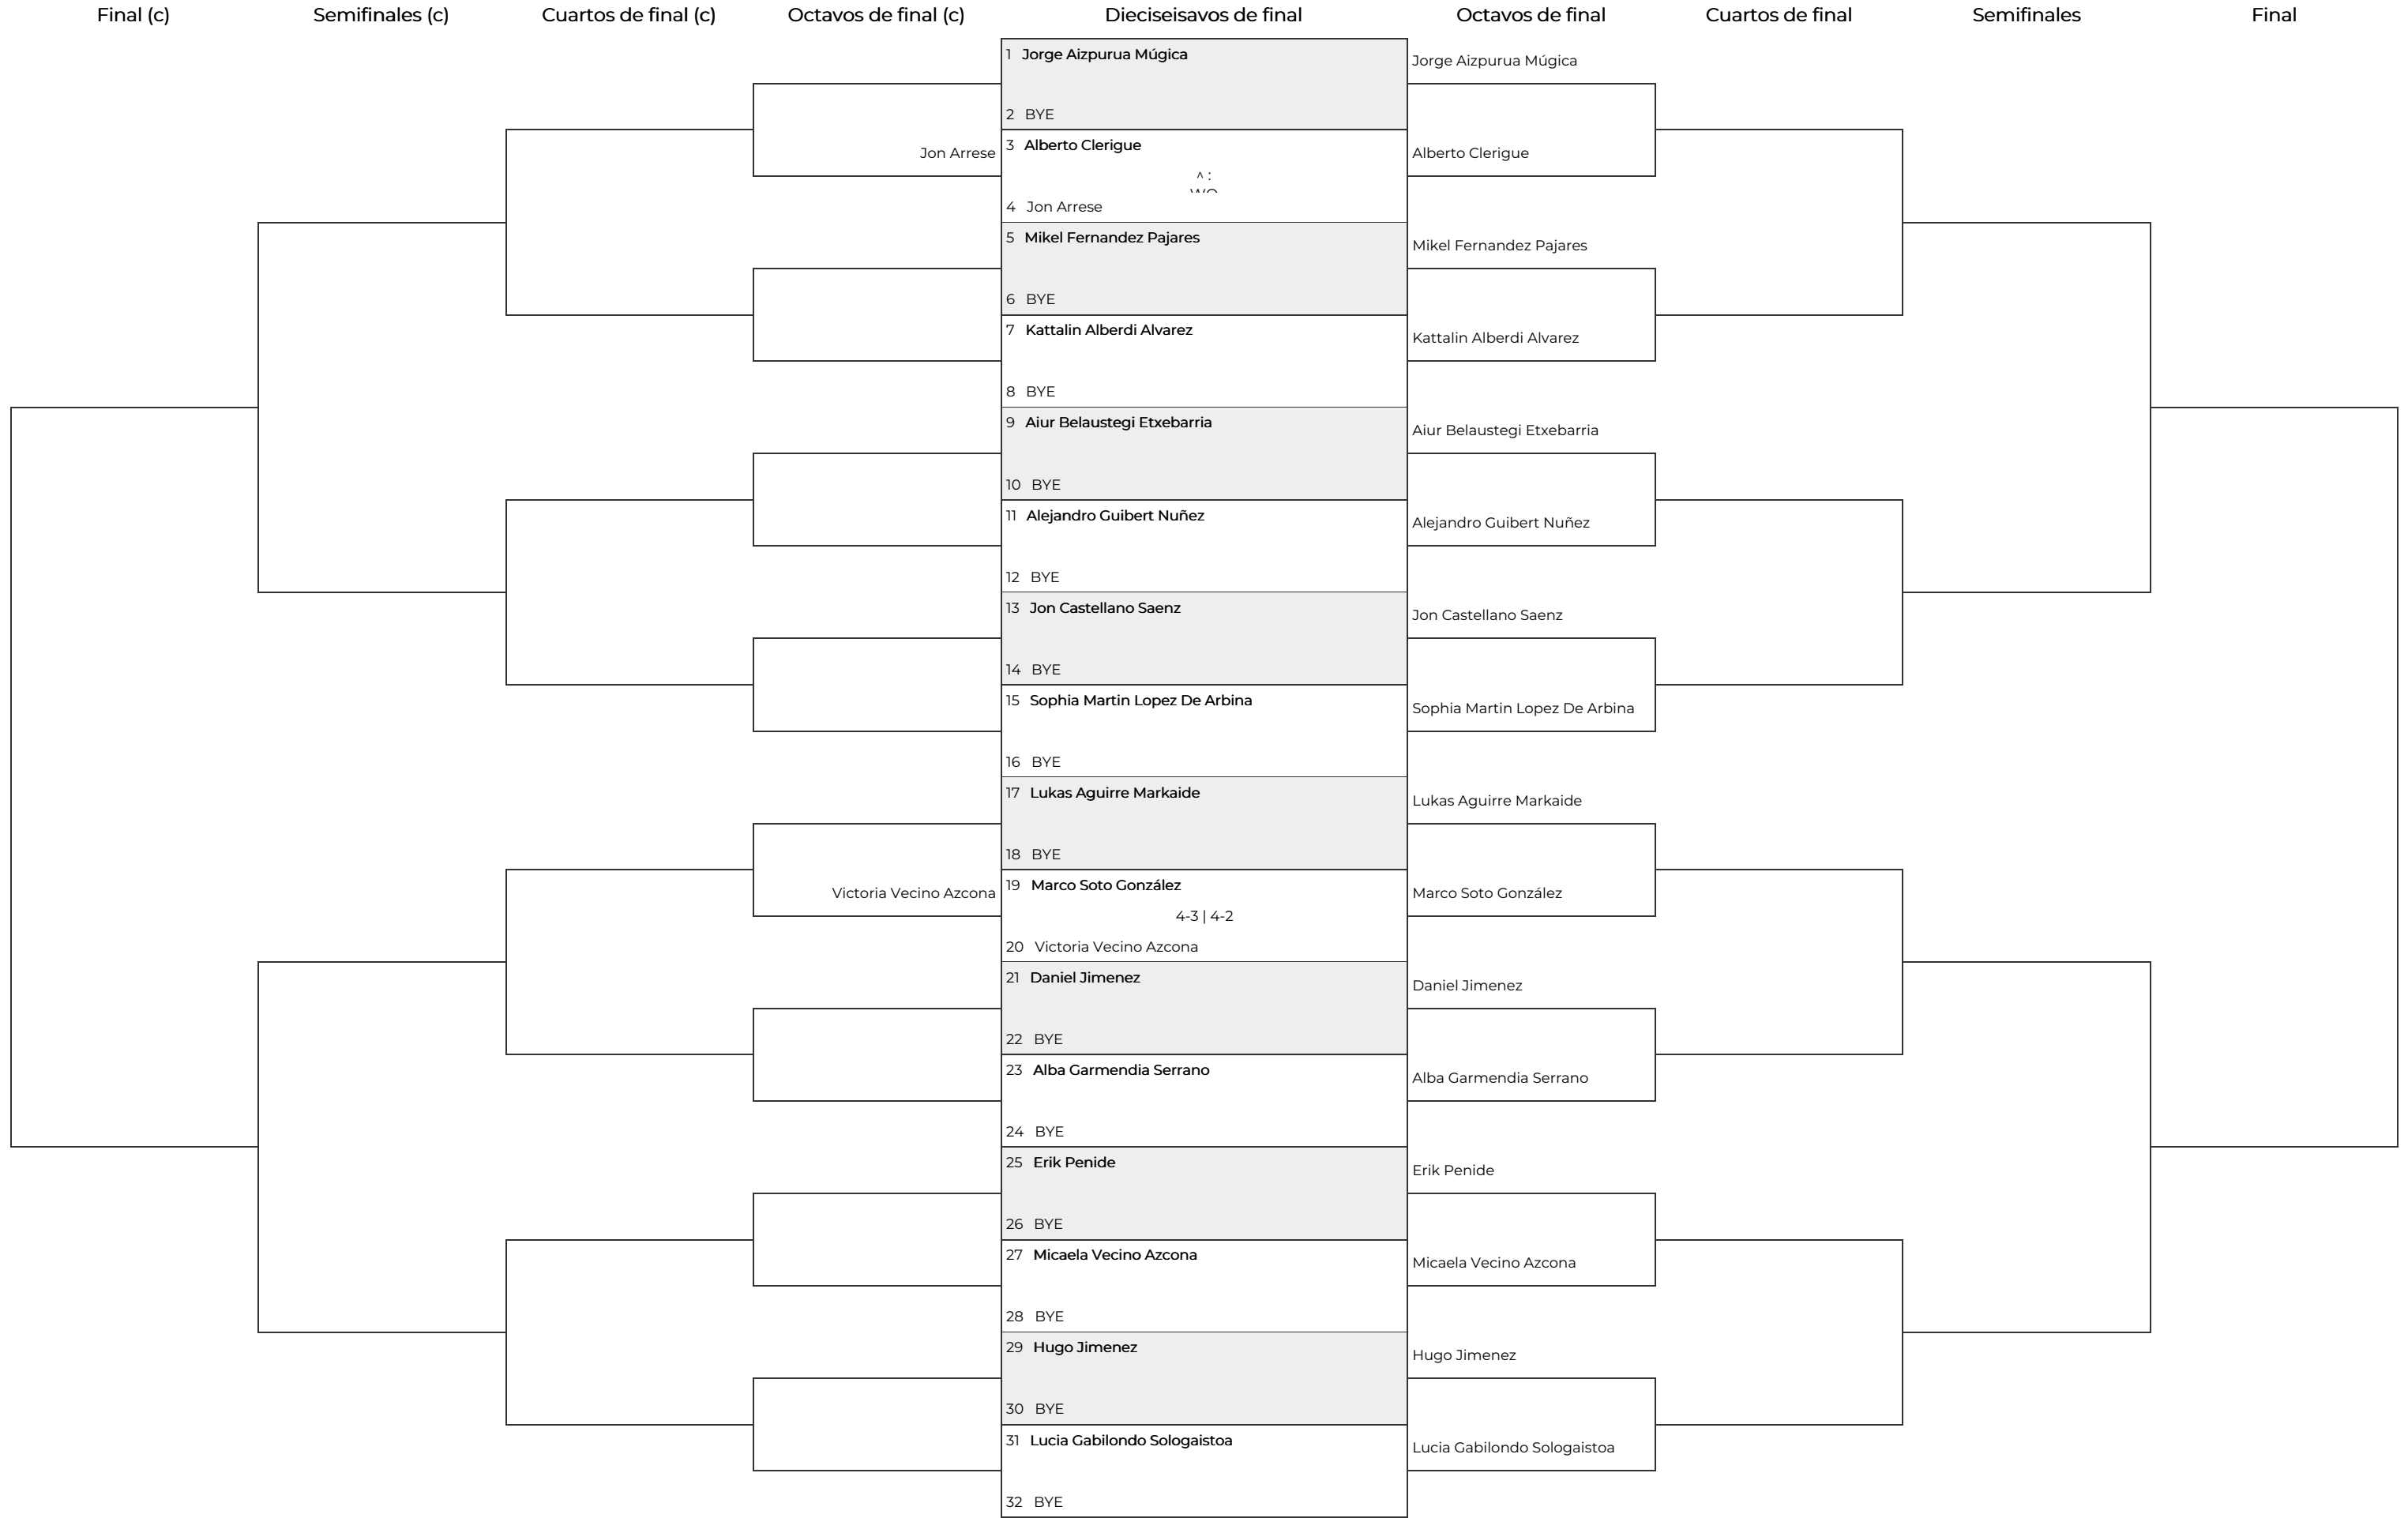 Final (c)
Semifinales (c)
Cuartos de final (c)
Octavos de final (c)
Dieciseisavos de final
Octavos de final
Cuartos de final
Semifinales
Final
1 Jorge Aizpurua Múgica
Jorge Aizpurua Múgica
2 BYE
Jon Arrese
3 Alberto Clerigue
Alberto Clerigue
^ :
WO
4 Jon Arrese
5 Mikel Fernandez Pajares
Mikel Fernandez Pajares
6 BYE
7 Kattalin Alberdi Alvarez
Kattalin Alberdi Alvarez
8 BYE
9 Aiur Belaustegi Etxebarria
Aiur Belaustegi Etxebarria
10 BYE
11 Alejandro Guibert Nuñez
Alejandro Guibert Nuñez
12 BYE
13 Jon Castellano Saenz
Jon Castellano Saenz
14 BYE
15 Sophia Martin Lopez De Arbina
Sophia Martin Lopez De Arbina
16 BYE
17 Lukas Aguirre Markaide
Lukas Aguirre Markaide
18 BYE
Victoria Vecino Azcona
19 Marco Soto González
Marco Soto González
4-3 | 4-2
20 Victoria Vecino Azcona
21 Daniel Jimenez
Daniel Jimenez
22 BYE
23 Alba Garmendia Serrano
Alba Garmendia Serrano
24 BYE
25 Erik Penide
Erik Penide
26 BYE
27 Micaela Vecino Azcona
Micaela Vecino Azcona
28 BYE
29 Hugo Jimenez
Hugo Jimenez
30 BYE
31 Lucia Gabilondo Sologaistoa
Lucia Gabilondo Sologaistoa
32 BYE